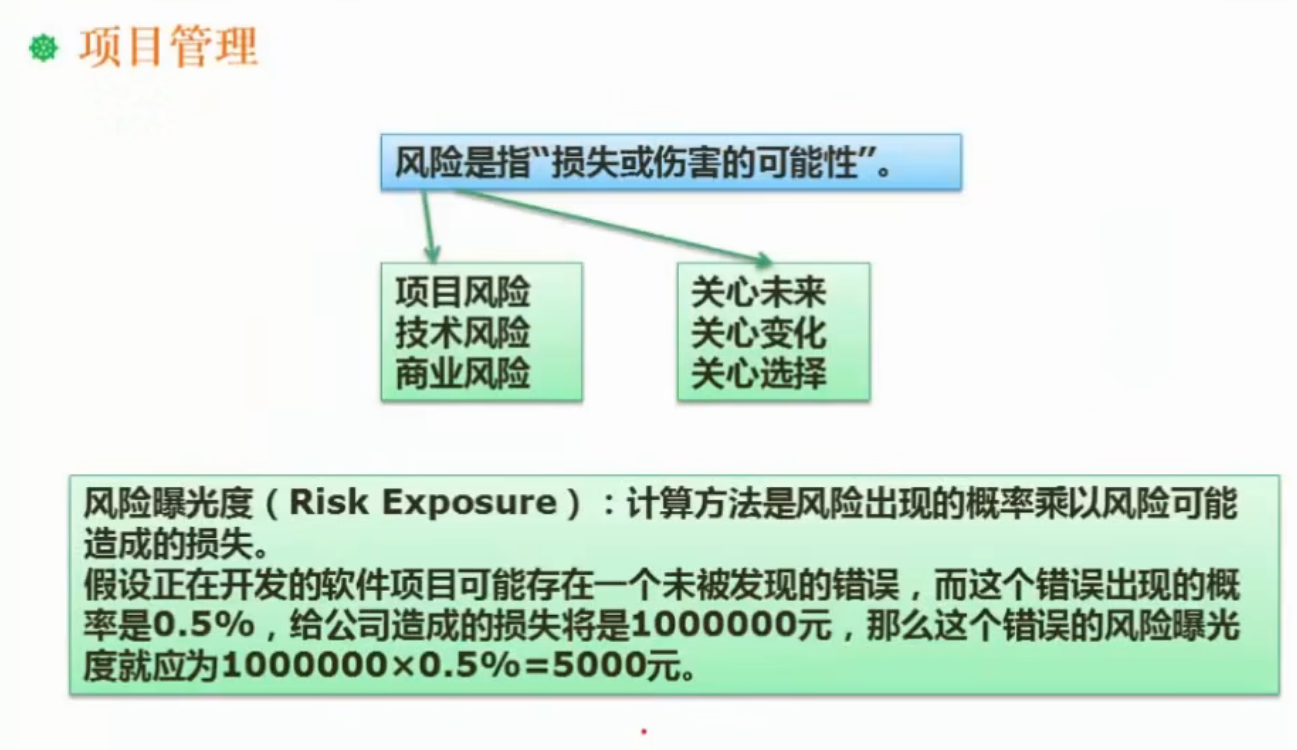 项目管理
风险是指“损失或伤害的可能性”。
项目风险
技术风险
商业风险
关心未来
关心变化
关心选择
风险曝光度（Risk Exposure）：计算方法是风险出现的概率乘以风险可能
造成的损失。
假设正在开发的软件项目可能存在一个未被发现的错误，而这个错误出现的概
率是0.5%，给公司造成的损失将是1000000元，那么这个错误的风险曝光
度就应为1000000×0.5%=5000元。